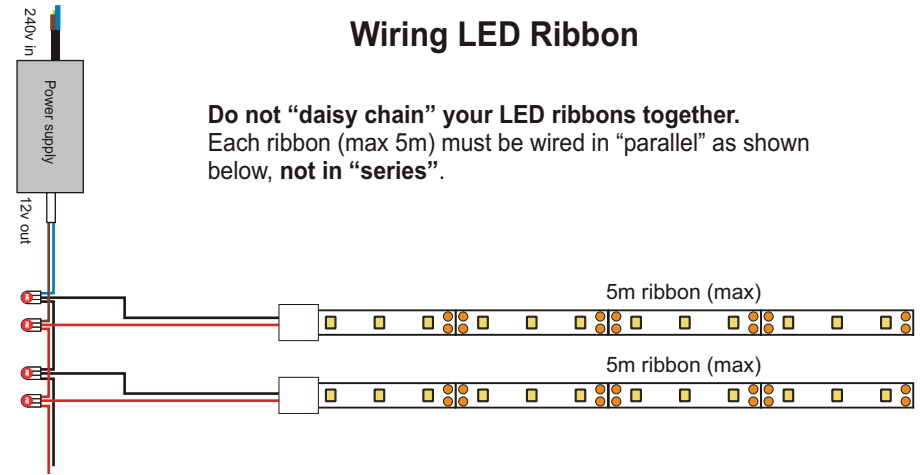 240v in
Wiring LED Ribbon
Power supply
Do not “daisy chain” your LED ribbons together.
Each ribbon (max 5m) must be wired in “parallel” as shown
below, not in “series”.
12v out
5m ribbon (max)
5m ribbon (max)